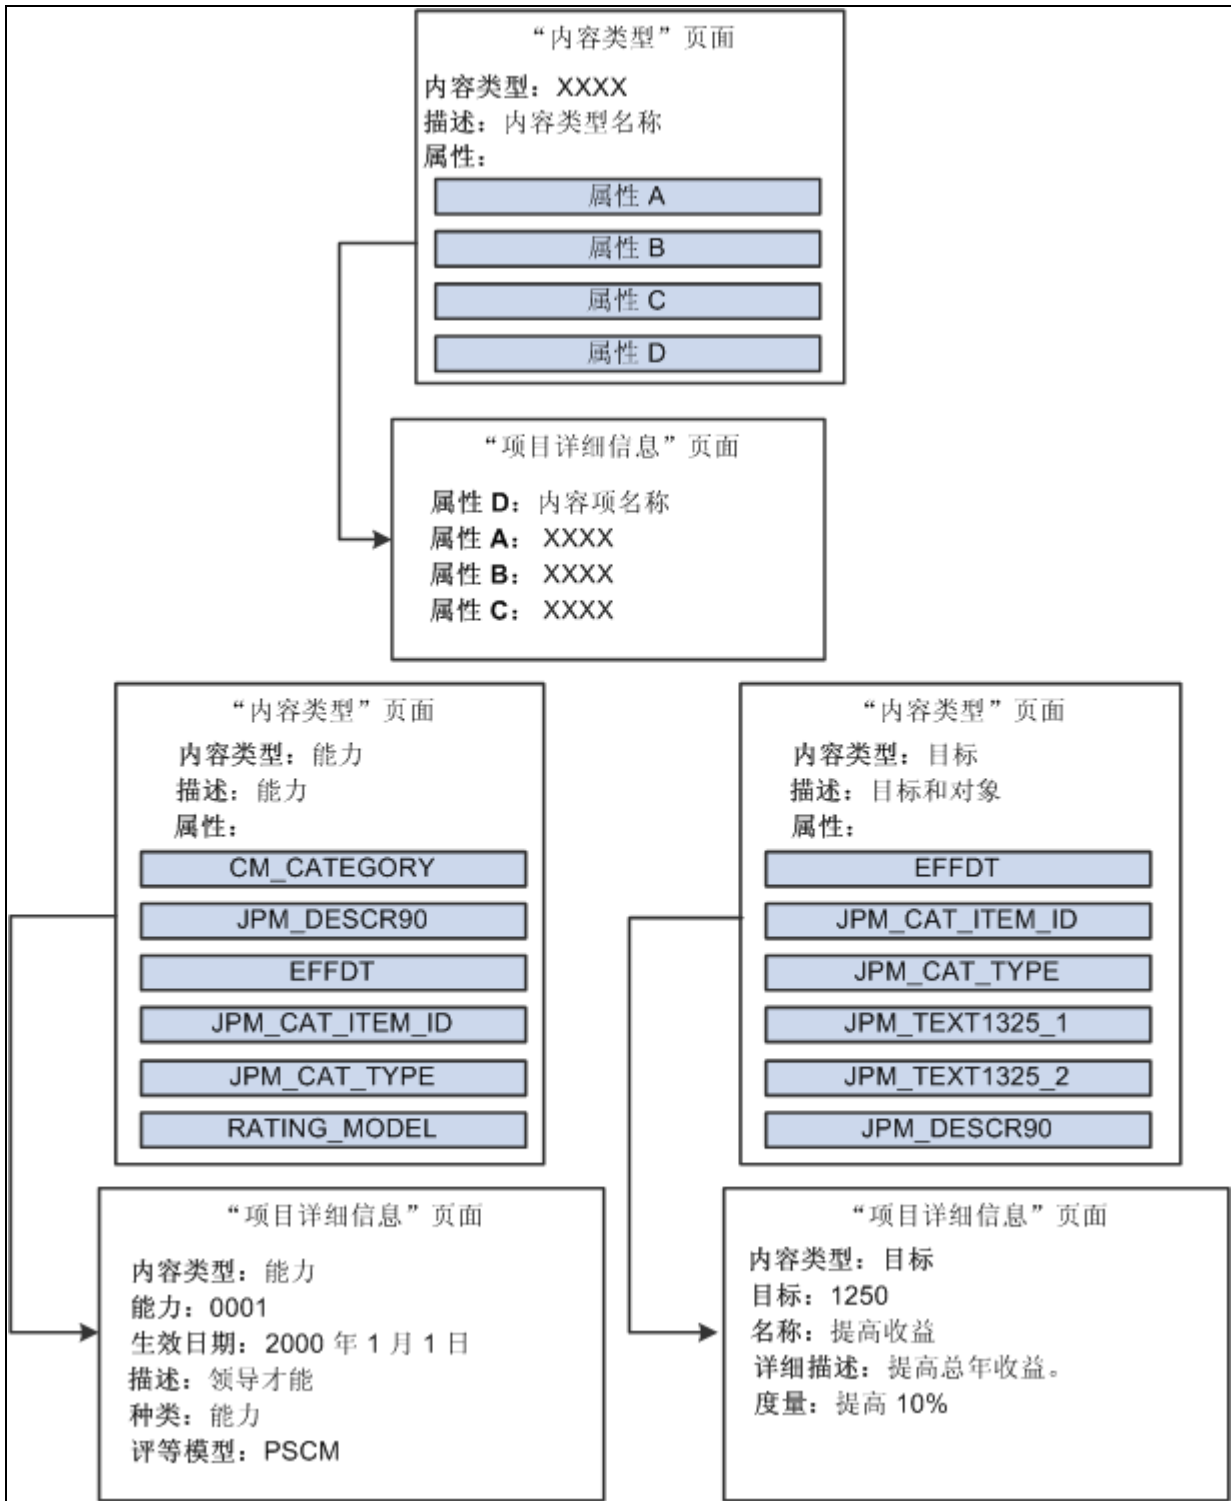 “内容类型”页面
内容类型：XXXX
描述：内容类型名称
属性：
属性 A
属性 B
属性 C
属性 D
“项目详细信息”页面
属性 D：内容项名称
属性 A： XXXX
属性 B： XXXX
属性 C： XXXX
“内容类型”页面
内容类型：能力
描述：能力
属性：
CM_CATEGORY
JPM_DESCR90
EFFDT
JPM_CAT_ITEM_ID
JPM_CAT_TYPE
RATING_MODEL
“项目详细信息”页面
内容类型：能力
能力：0001
生效日期：2000 年 1 月 1 日
描述：领导才能
种类：能力
评等模型：PSCM
“内容类型”页面
内容类型：目标
描述：目标和对象
属性：
EFFDT
JPM_CAT_ITEM_ID
JPM_CAT_TYPE
JPM_TEXT1325_1
JPM_TEXT1325_2
JPM_DESCR90
“项目详细信息”页面
内容类型：目标
目标：1250
名称：提高收益
详细描述：提高总年收益。
度量：提高 10%